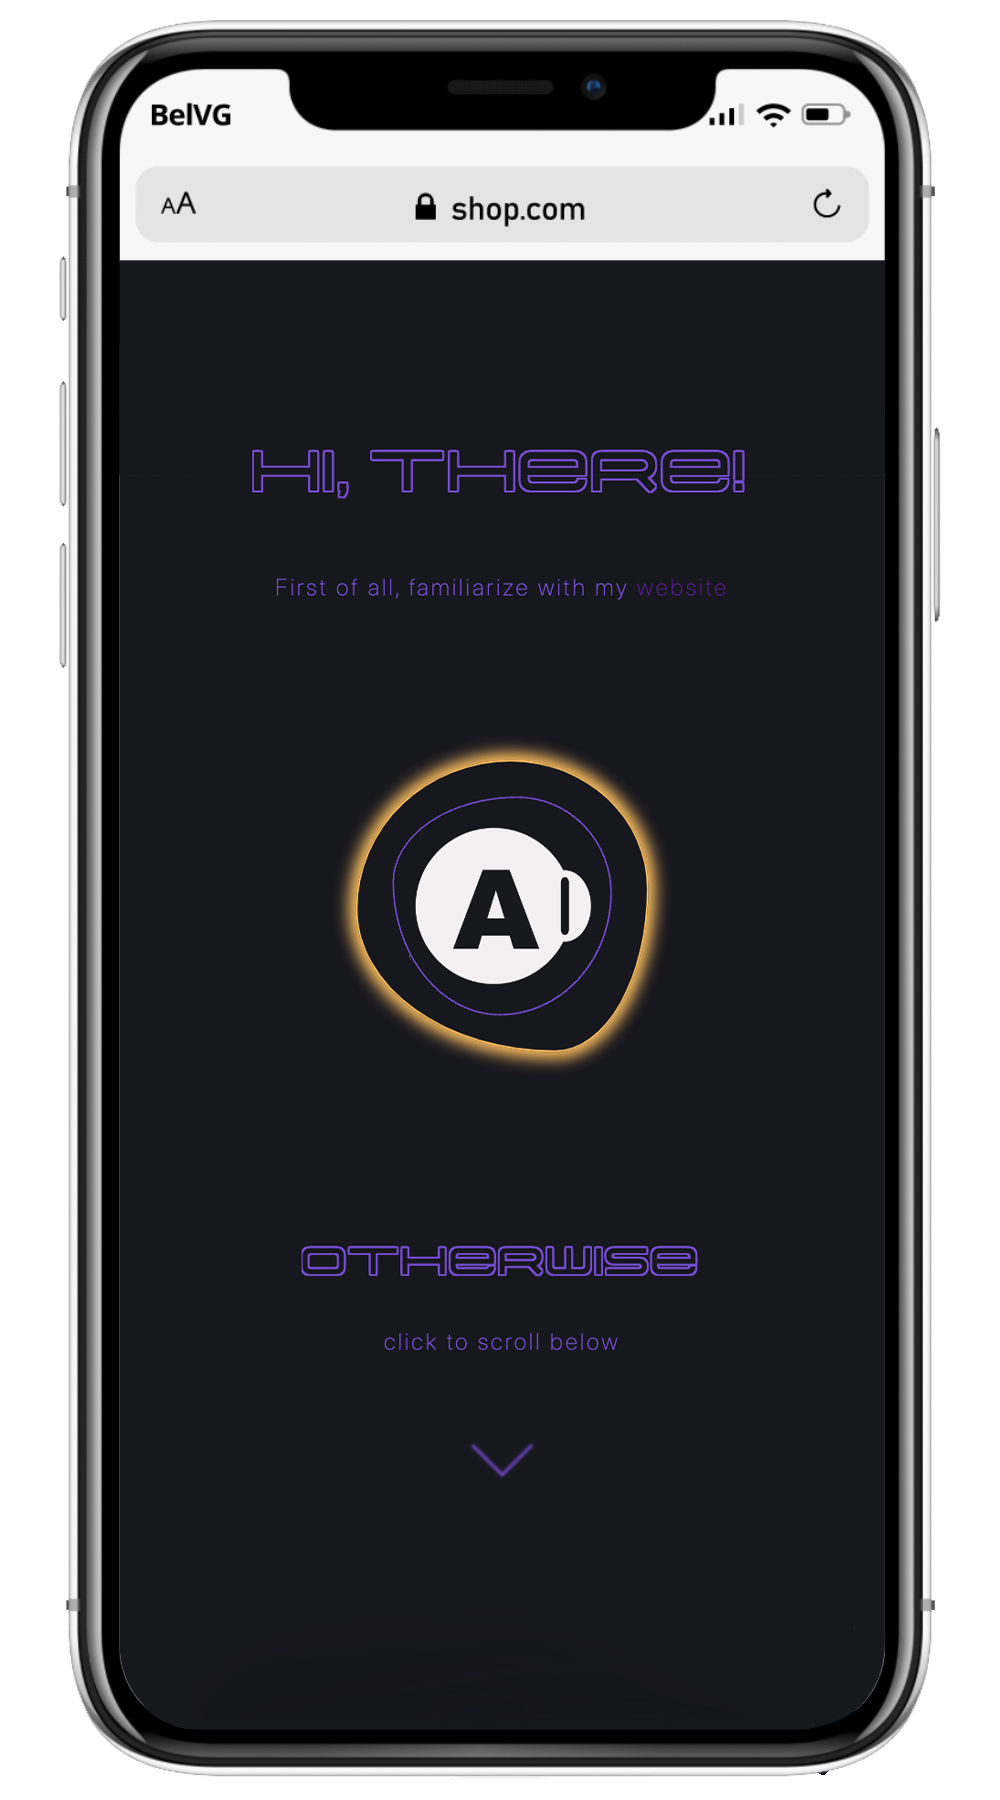 BelVG
AA
shop.com
HI, THERE!
First of all, familiarize with my website
A
OTHERWISE
click to scroll below